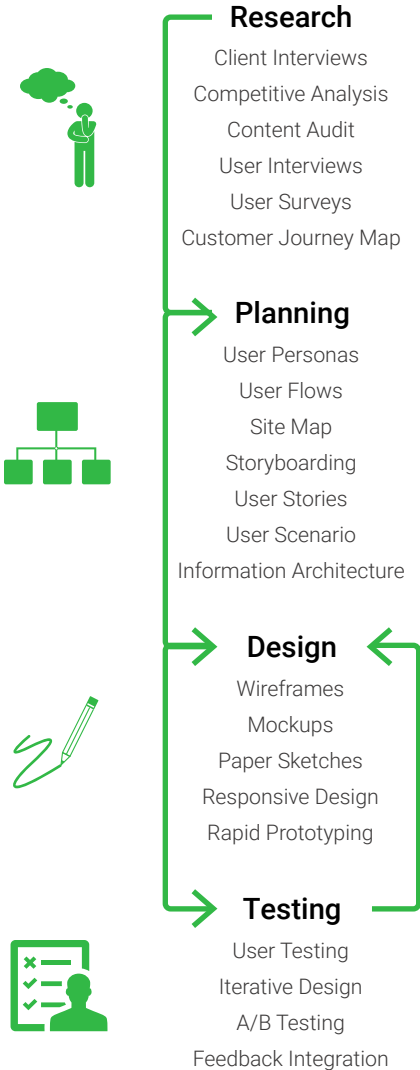 Research
Client Interviews
Competitive Analysis
Content Audit
User Interviews
User Surveys
Customer Journey Map
Planning
User Personas
User Flows
Site Map
Storyboarding
User Stories
User Scenario
Information Architecture
Design
Wireframes
Mockups
Paper Sketches
Responsive Design
Rapid Prototyping
Testing
User Testing
Iterative Design
A/B Testing
Feedback Integration